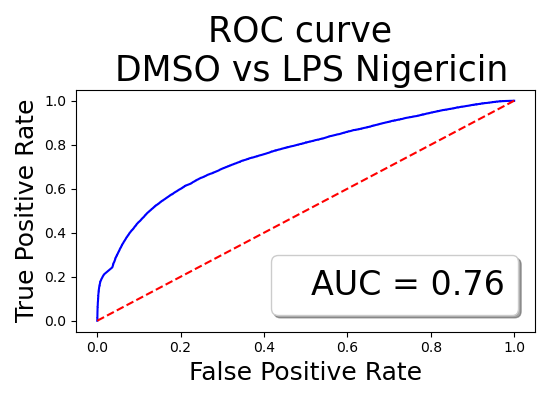 ROC curve
DMSO vs LPS Nigericin
True Positive Rate
1.0
0.8
0.6
0.4
0.2
0.0
AUC = 0.76
0.0 0.2 0.4 0.6 0.8 1.0
False Positive Rate